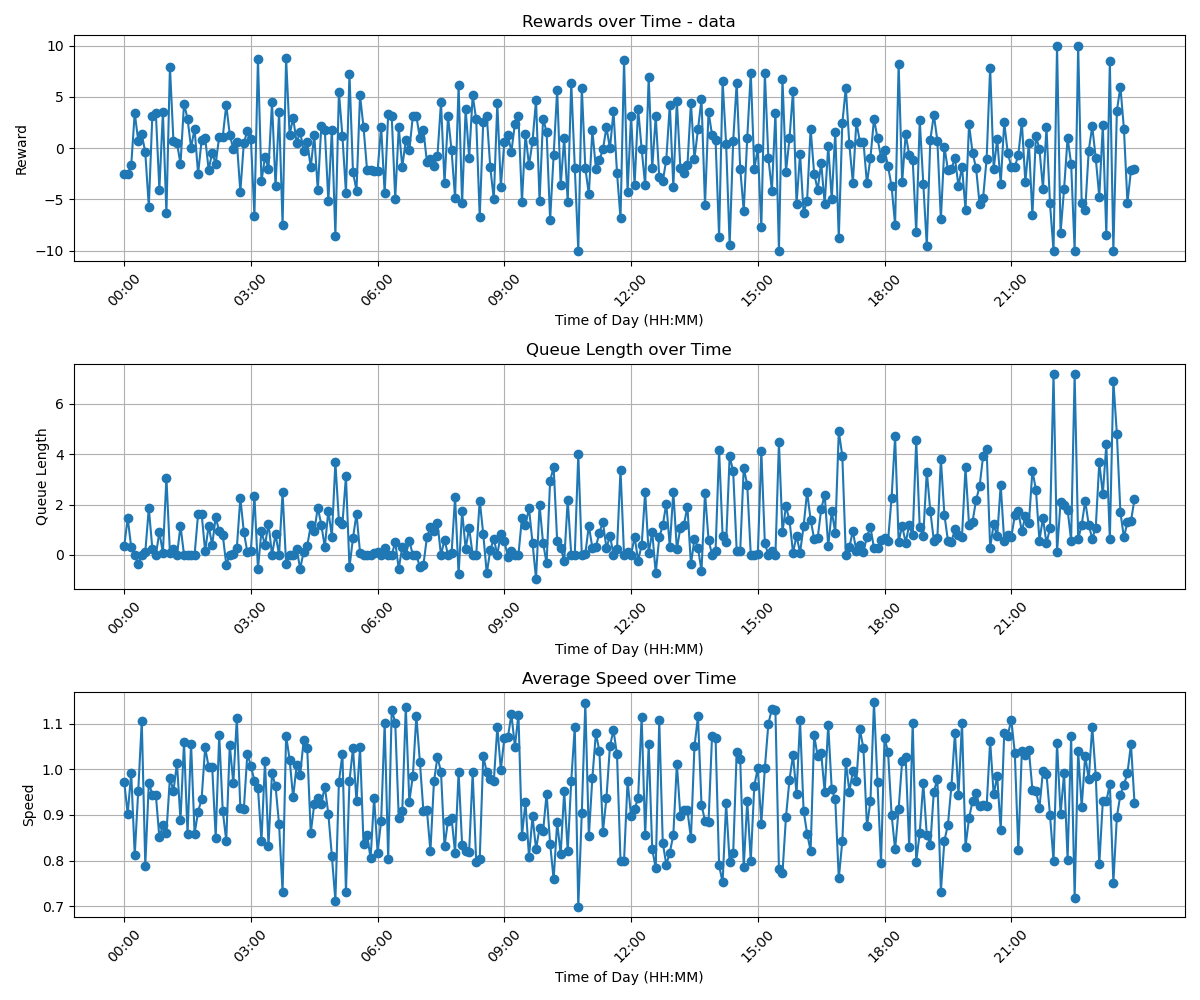 Rewards over Time - data
10
5
0
−5
−10
Reward
00:00 03:00 06:00 09:00 12:00 15:00 18:00 21:00
Time of Day (HH:MM)
Queue Length over Time
6
4
2
0
Queue Length
00:00 03:00 06:00 09:00 12:00 15:00 18:00 21:00
Time of Day (HH:MM)
Average Speed over Time
1.1
1.0
0.9
0.8
0.7
Speed
00:00 03:00 06:00 09:00 12:00 15:00 18:00 21:00
Time of Day (HH:MM)